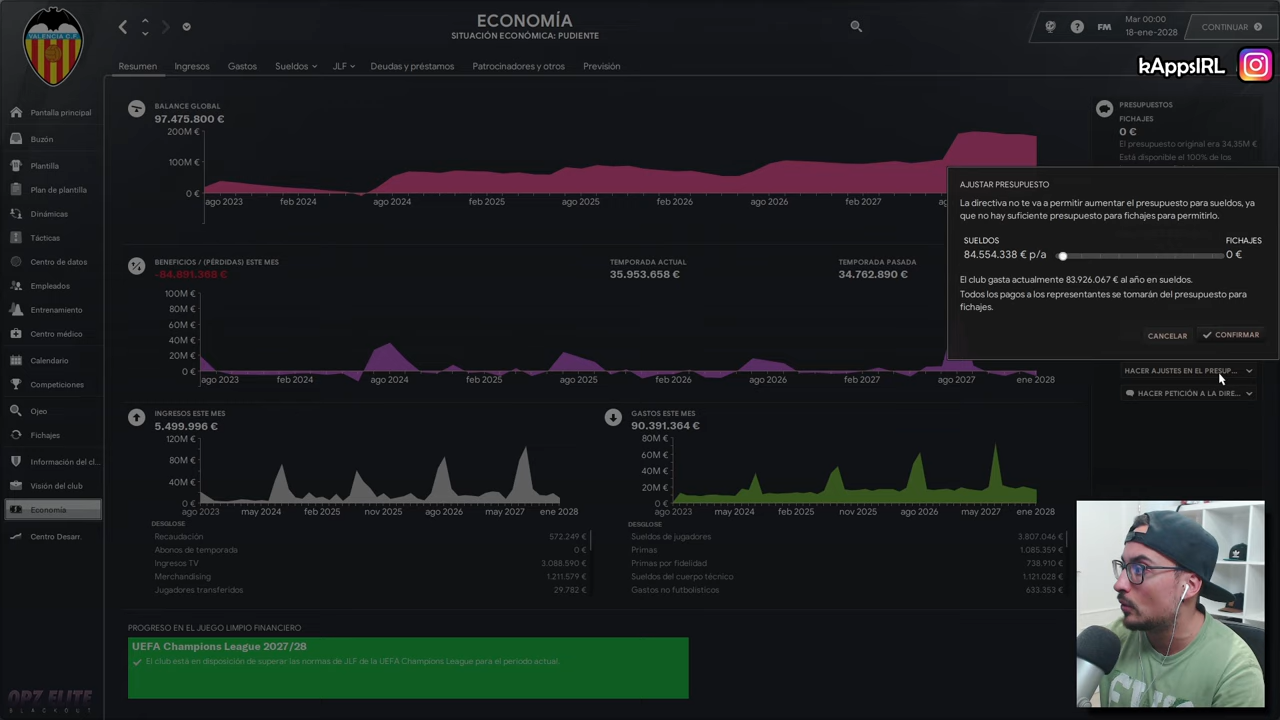 VALENCIA C.F
ECONOMÍA
SITUACIÓN ECONÓMICA: PUDIENTE
FM
Mar 00:00
18-ene-2028
CONTINUAR
kAppsIRL
Resumen
Ingresos
Gastos
Sueldos
JLF
Deudas y préstamos
Patrocinadores y otros
Previsión
Pantalla principal
Buzón
Plantilla
Plan de plantilla
Dinámicas
Tácticas
Centro de datos
Empleados
Entrenamiento
Centro médico
Calendario
Competiciones
Ojeo
Fichajes
Información del cl...
Visión del club
Economía
Centro Desarr.
OPZ ELITE
BLACKOUT
BALANCE GLOBAL
97.475.800 €
200M €
100M €
0 €
ago 2023
feb 2024
ago 2024
feb 2025
ago 2025
feb 2026
ago 2026
feb 2027
PRESUPUESTOS
FICHAJES
0 €
El presupuesto original era 34,35M €
Está disponible el 100% de los
AJUSTAR PRESUPUESTO
La directiva no te va a permitir aumentar el presupuesto para sueldos, ya
que no hay suficiente presupuesto para fichajes para permitirlo.
SUELDOS
FICHAJES
84.554.338 € p/a
0 €
El club gasta actualmente 83.926.067 € al año en sueldos.
Todos los pagos a los representantes se tomarán del presupuesto para
fichajes.
CANCELAR
CONFIRMAR
HACER AJUSTES EN EL PRESUP...
HACER PETICIÓN A LA DIRE...
BENEFICIOS / (PÉRDIDAS) ESTE MES
-84.891.368 €
TEMPORADA ACTUAL
35.953.658 €
TEMPORADA PASADA
34.762.890 €
100M €
80M €
60M €
40M €
20M €
0 €
ago 2023
feb 2024
ago 2024
feb 2025
ago 2025
feb 2026
ago 2026
feb 2027
ago 2027
ene 2028
INGRESOS ESTE MES
5.499.996 €
120M €
80M €
40M €
0 €
ago 2023
may 2024
feb 2025
nov 2025
ago 2026
may 2027
ene 2028
DESGLOSE
Recaudación 572.249 €
Abonos de temporada 0 €
Ingresos TV 3.088.590 €
Merchandising 1.211.579 €
Jugadores transferidos 29.782 €
GASTOS ESTE MES
90.391.364 €
80M €
60M €
40M €
20M €
0 €
ago 2023
may 2024
feb 2025
nov 2025
ago 2026
may 2027
ene 2028
DESGLOSE
Sueldos de jugadores 3.807.046 €
Primas 1.085.359 €
Primas por fidelidad 738.910 €
Sueldos del cuerpo técnico 1.121.028 €
Gastos no futbolísticos 633.353 €
PROGRESO EN EL JUEGO LIMPIO FINANCIERO
UEFA Champions League 2027/28
El club está en disposición de superar las normas de JLF de la UEFA Champions League para el período actual.